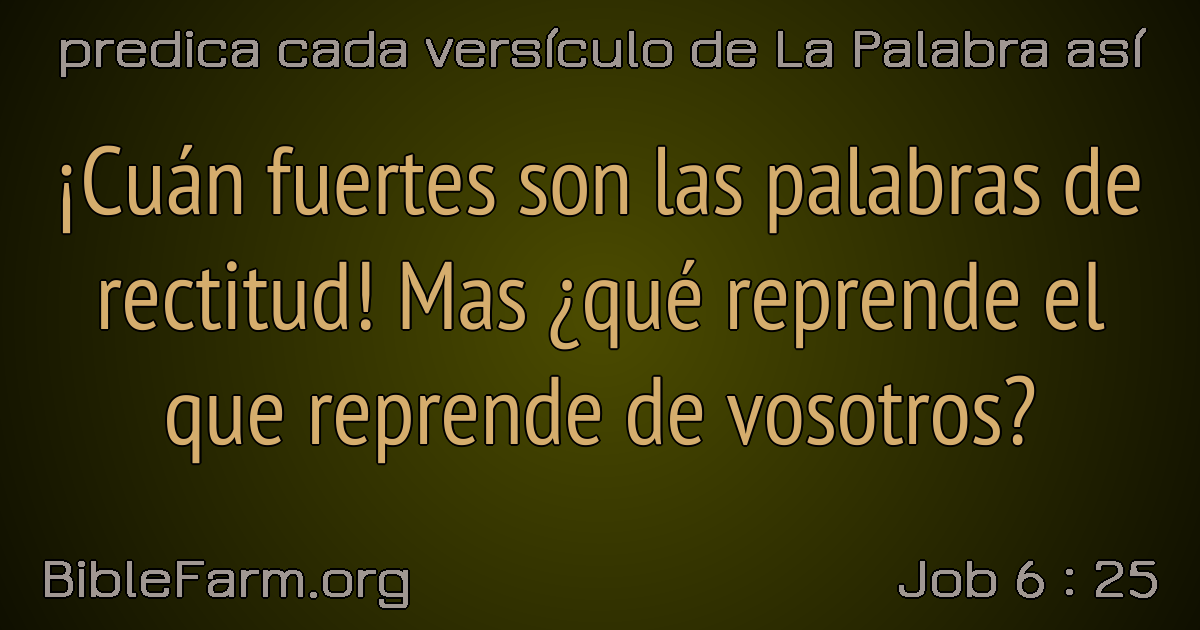 predica cada versículo de La Palabra así
¡Cuán fuertes son las palabras de
rectitud! Mas ¿qué reprende el
que reprende de vosotros?
BibleFarm.org
Job 6 : 25